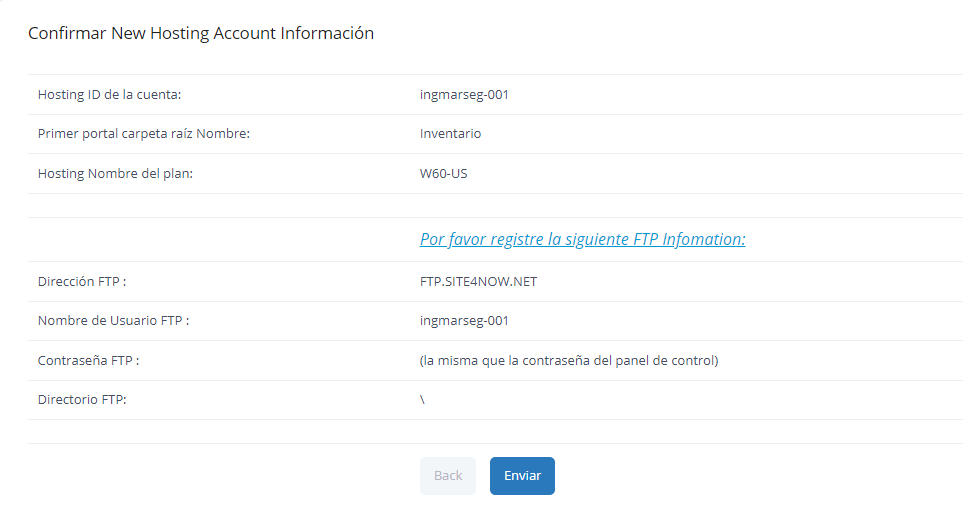 Confirmar New Hosting Account Información
Hosting ID de la cuenta: ingmarseg-001
Primer portal carpeta raíz Nombre: Inventario
Hosting Nombre del plan: W60-US
Por favor registre la siguiente FTP Infomation:
Dirección FTP : FTP.SITE4NOW.NET
Nombre de Usuario FTP : ingmarseg-001
Contraseña FTP : (la misma que la contraseña del panel de control)
Directorio FTP: \
Back Enviar